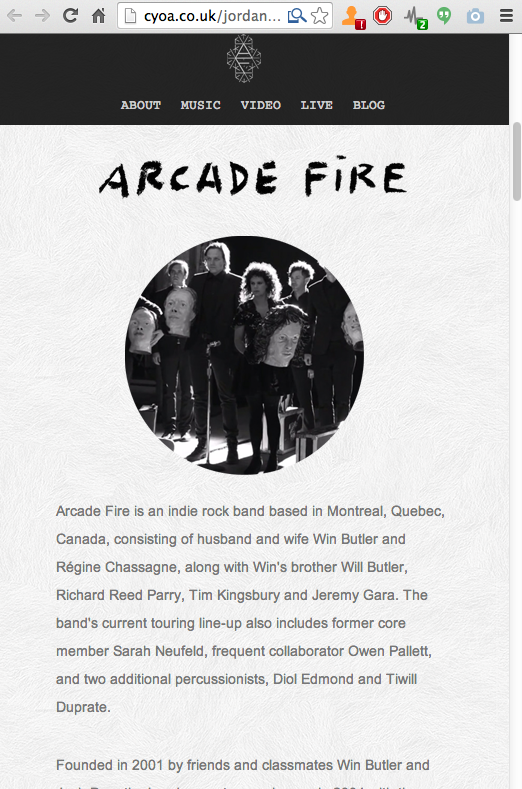 cyoa.co.uk/jordan...
2
ABOUT MUSIC VIDEO LIVE BLOG
ARCADE FiRE
Arcade Fire is an indie rock band based in Montreal, Quebec,
Canada, consisting of husband and wife Win Butler and
Régine Chassagne, along with Win's brother Will Butler,
Richard Reed Parry, Tim Kingsbury and Jeremy Gara. The
band's current touring line-up also includes former core
member Sarah Neufeld, frequent collaborator Owen Pallett,
and two additional percussionists, Diol Edmond and Tiwill
Duprate.
Founded in 2001 by friends and classmates Win Butler and